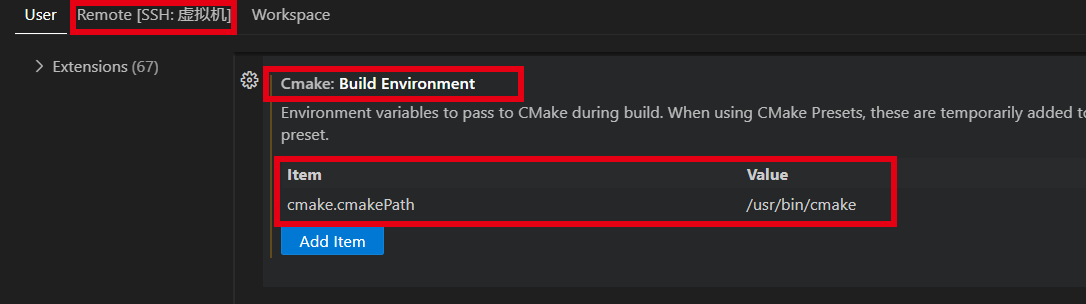 User Remote [SSH: 虚拟机] Workspace
Extensions (67)
Cmake: Build Environment
Environment variables to pass to CMake during build. When using CMake Presets, these are temporarily added to
preset.
Item Value
cmake.cmakePath /usr/bin/cmake
Add Item